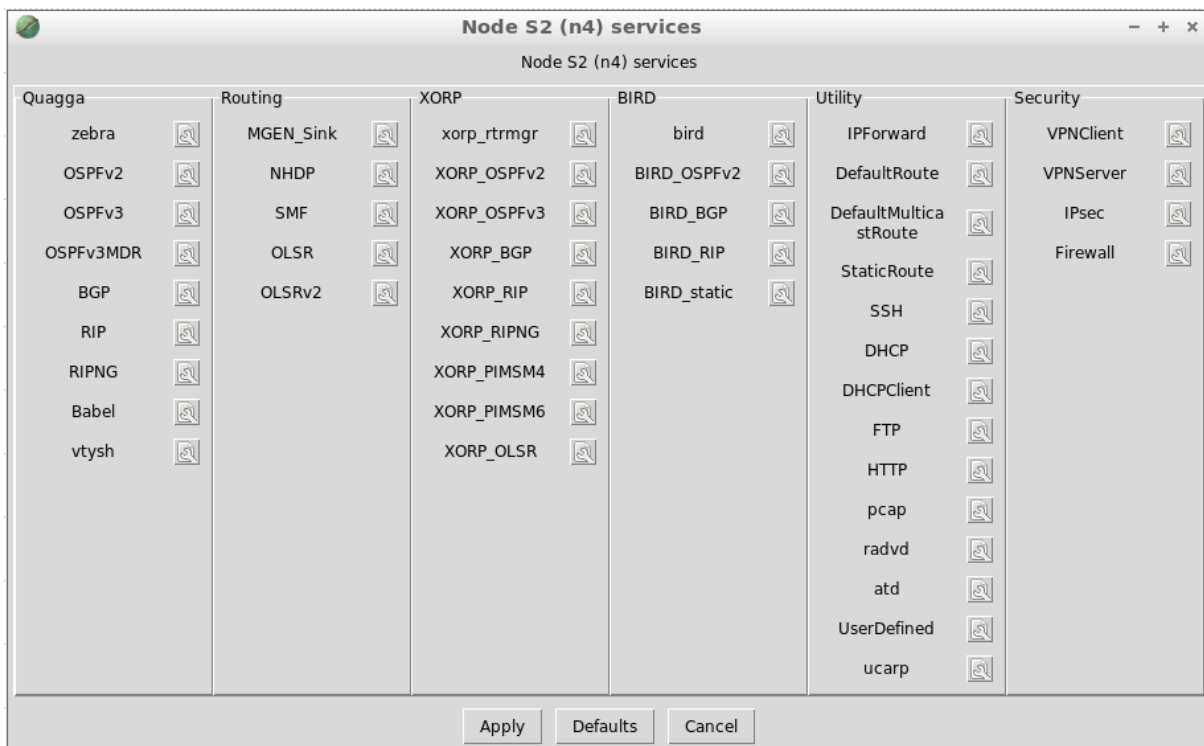 Node S2 (n4) services
Node S2 (n4) services
Quagga
zebra
OSPFv2
OSPFv3
OSPFv3MDR
BGP
RIP
RIPNG
Babel
vtysh
Routing
MGEN_Sink
NHDP
SMF
OLSR
OLSRv2
XORP
xorp_rtrmgr
XORP_OSPFv2
XORP_OSPFv3
XORP_BGP
XORP_RIP
XORP_RIPNG
XORP_PIMSM4
XORP_PIMSM6
XORP_OLSR
BIRD
bird
BIRD_OSPFv2
BIRD_BGP
BIRD_RIP
BIRD_static
Utility
IPForward
DefaultRoute
DefaultMultica
stRoute
StaticRoute
SSH
DHCP
DHCPClient
FTP
HTTP
pcap
radvd
atd
UserDefined
ucarp
Security
VPNClient
VPNServer
IPsec
Firewall
Apply Defaults Cancel